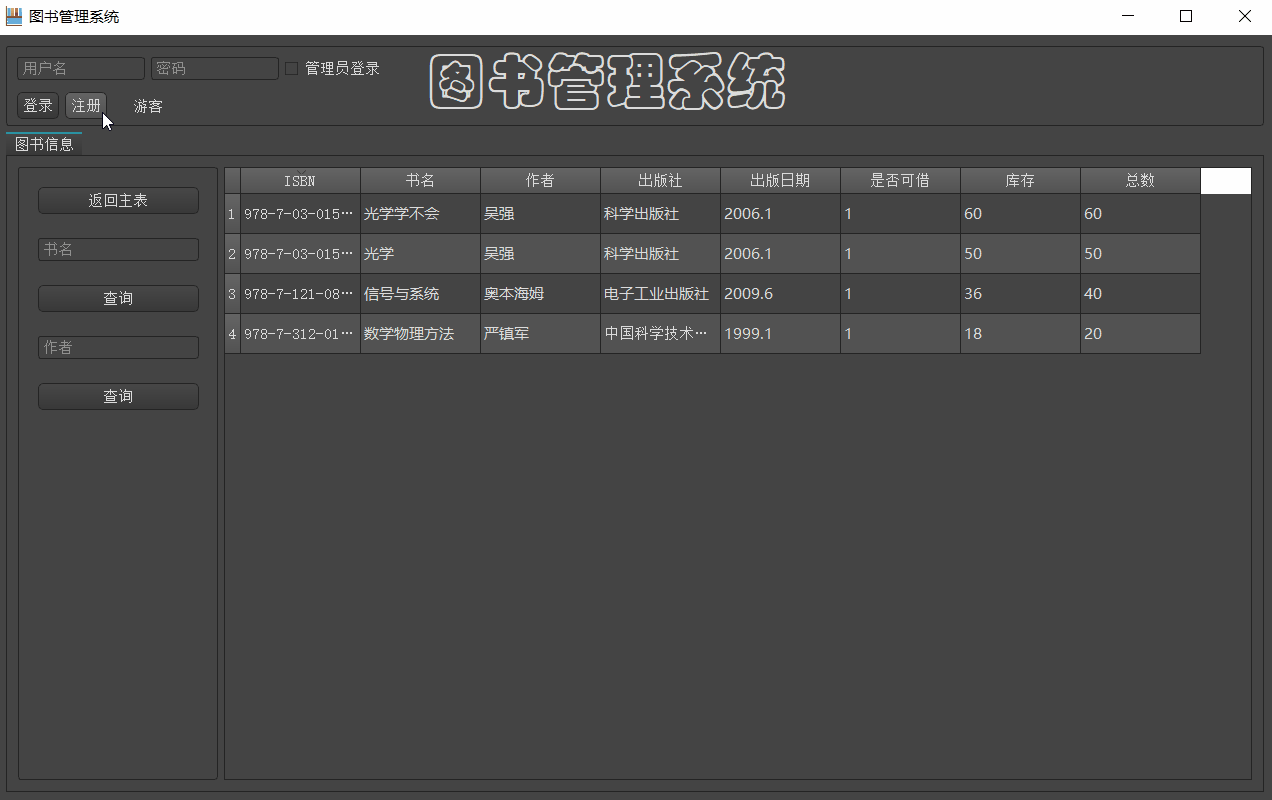 图书管理系统
图书管理系统
用户名 密码 管理员登录
登录 注册 游客
图书信息
返回主表
书名
查询
作者
查询
ISBN 书名 作者 出版社 出版日期 是否可借 库存 总数
1 978-7-03-015… 光学学不会 吴强 科学出版社 2006.1 1 60 60
2 978-7-03-015… 光学 吴强 科学出版社 2006.1 1 50 50
3 978-7-121-08… 信号与系统 奥本海姆 电子工业出版社 2009.6 1 36 40
4 978-7-312-01… 数学物理方法 严镇军 中国科学技术… 1999.1 1 18 20